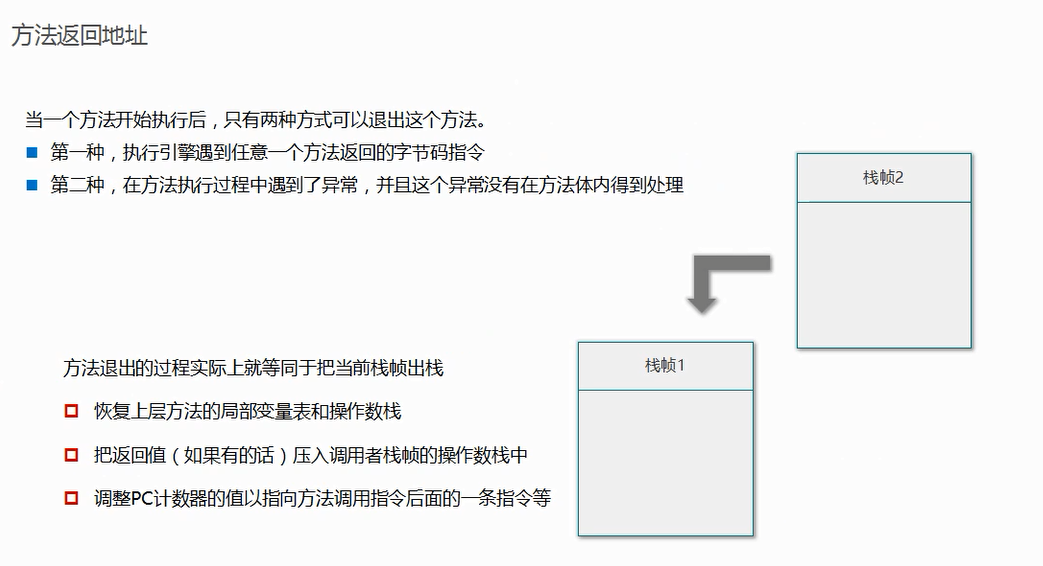 方法返回地址
当一个方法开始执行后，只有两种方式可以退出这个方法。
第一种，执行引擎遇到任意一个方法返回的字节码指令
第二种，在方法执行过程中遇到了异常，并且这个异常没有在方法体内得到处理
栈帧2
栈帧1
方法退出的过程实际上就等同于把当前栈帧出栈
恢复上层方法的局部变量表和操作数栈
把返回值（如果有的话）压入调用者栈帧的操作数栈中
调整PC计数器的值以指向方法调用指令后面的一条指令等